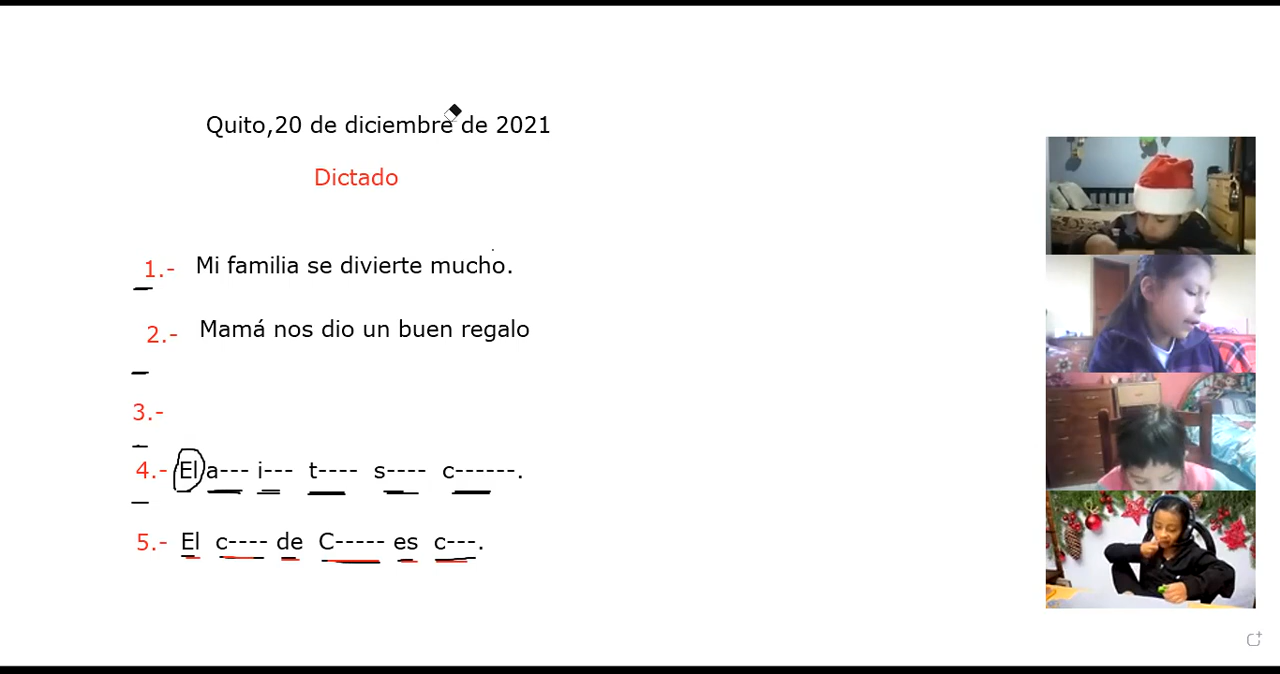 Quito,20 de diciembre de 2021
Dictado
1.- Mi familia se divierte mucho.
2.- Mamá nos dio un buen regalo
3.-
4.- El a--- i--- t---- s---- c------.
5.- El c---- de C----- es c---.